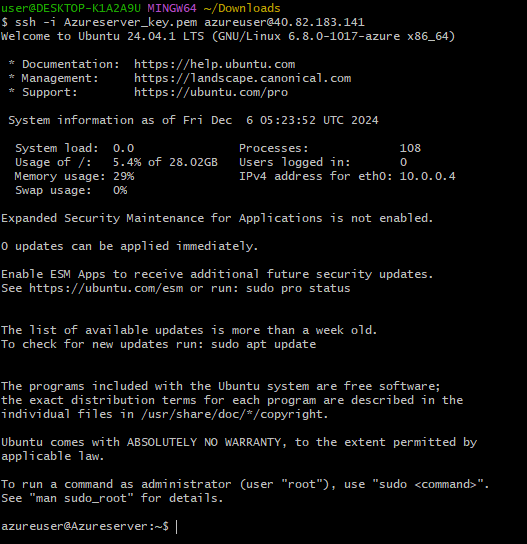 user@DESKTOP-K1A2A9U MINGW64 ~/Downloads
$ ssh -i Azureserver_key.pem azureuser@40.82.183.141
Welcome to Ubuntu 24.04.1 LTS (GNU/Linux 6.8.0-1017-azure x86_64)
* Documentation: https://help.ubuntu.com
* Management: https://landscape.canonical.com
* Support: https://ubuntu.com/pro
System information as of Fri Dec 6 05:23:52 UTC 2024
System load: 0.0 Processes: 108
Usage of /: 5.4% of 28.02GB Users logged in: 0
Memory usage: 29% IPv4 address for eth0: 10.0.0.4
Swap usage: 0%
Expanded Security Maintenance for Applications is not enabled.
0 updates can be applied immediately.
Enable ESM Apps to receive additional future security updates.
See https://ubuntu.com/esm or run: sudo pro status
The list of available updates is more than a week old.
To check for new updates run: sudo apt update
The programs included with the Ubuntu system are free software;
the exact distribution terms for each program are described in the
individual files in /usr/share/doc/*/copyright.
Ubuntu comes with ABSOLUTELY NO WARRANTY, to the extent permitted by
applicable law.
To run a command as administrator (user "root"), use "sudo <command>".
See "man sudo_root" for details.
azureuser@Azureserver:~$